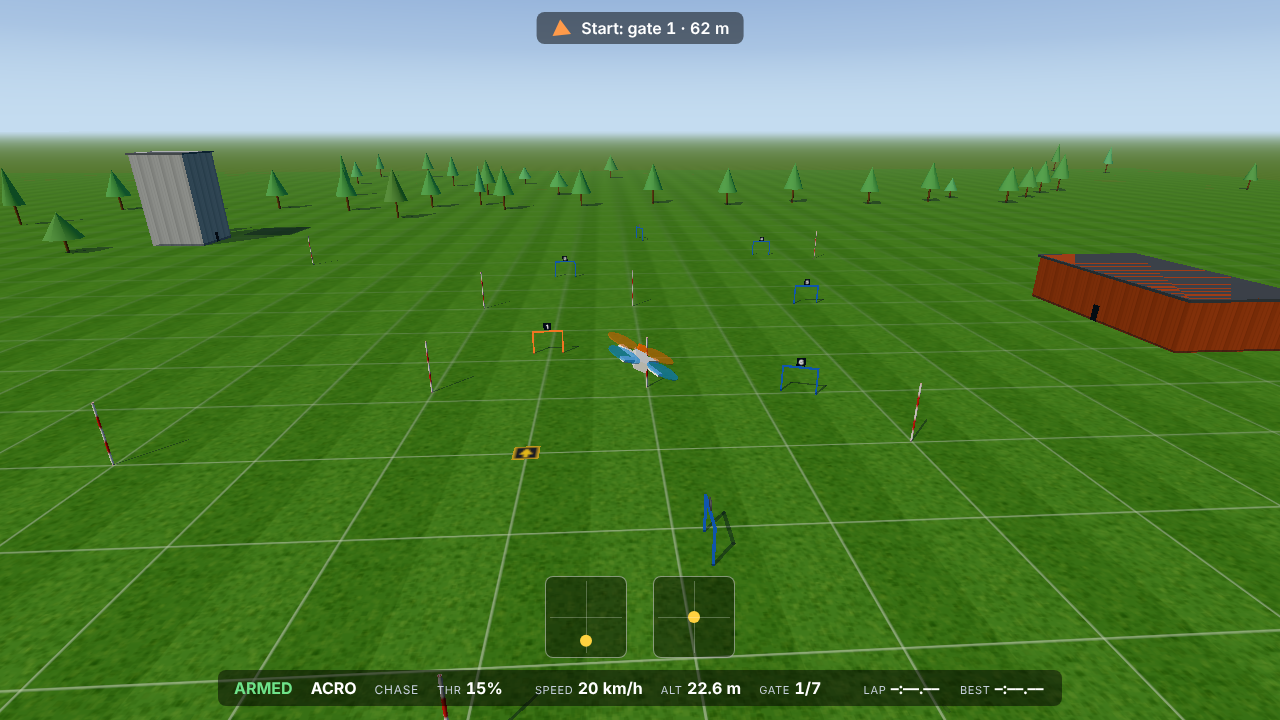 Start: gate 1 · 62 m
1
ARMED ACRO CHASE THR 15% SPEED 20 km/h ALT 22.6 m GATE 1/7 LAP –:––.–– BEST –:––.––